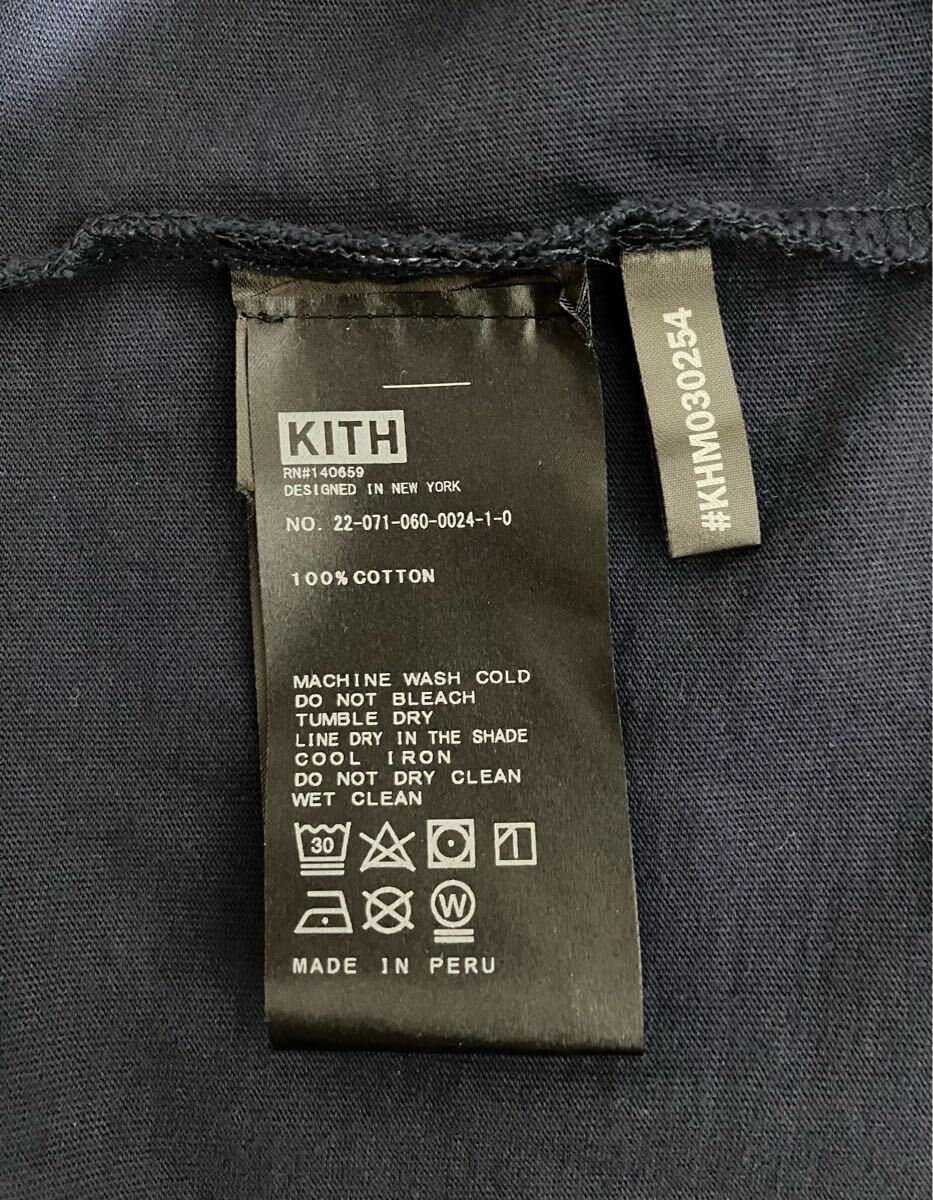 KITH
RN#140659
DESIGNED IN NEW YORK
NO. 22-071-060-0024-1-0
100% COTTON
MACHINE WASH COLD
DO NOT BLEACH
TUMBLE DRY
LINE DRY IN THE SHADE
COOL IRON
DO NOT DRY CLEAN
WET CLEAN
30
W
MADE IN PERU
#KHM030254